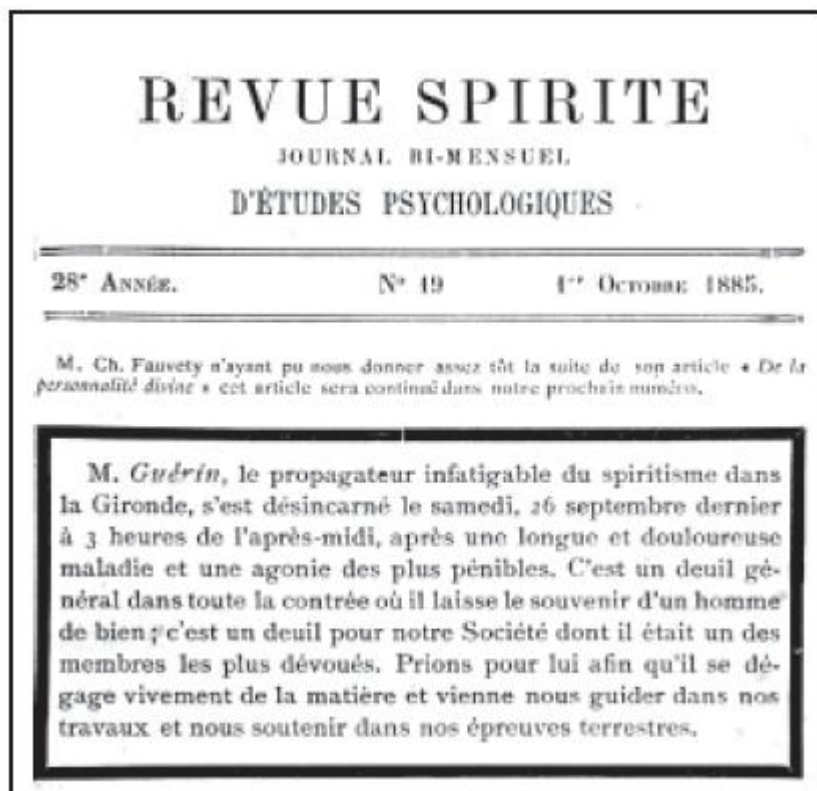 REVUE SPIRITE
JOURNAL BI-MENSUEL
D'ÉTUDES PSYCHOLOGIQUES
28e ANNÉE. No 19 1er OCTOBRE 1885.
M. Ch. Fauvety n'ayant pu nous donner assez tôt la suite de son article « De la
personnalité divine » cet article sera continué dans notre prochain numéro.
M. Guérin, le propagateur infatigable du spiritisme dans
la Gironde, s'est désincarné le samedi, 26 septembre dernier
à 3 heures de l'après-midi, après une longue et douloureuse
maladie et une agonie des plus pénibles. C'est un deuil gé-
néral dans toute la contrée où il laisse le souvenir d'un homme
de bien; c'est un deuil pour notre Société dont il était un des
membres les plus dévoués. Prions pour lui afin qu'il se dé-
gage vivement de la matière et vienne nous guider dans nos
travaux et nous soutenir dans nos épreuves terrestres.